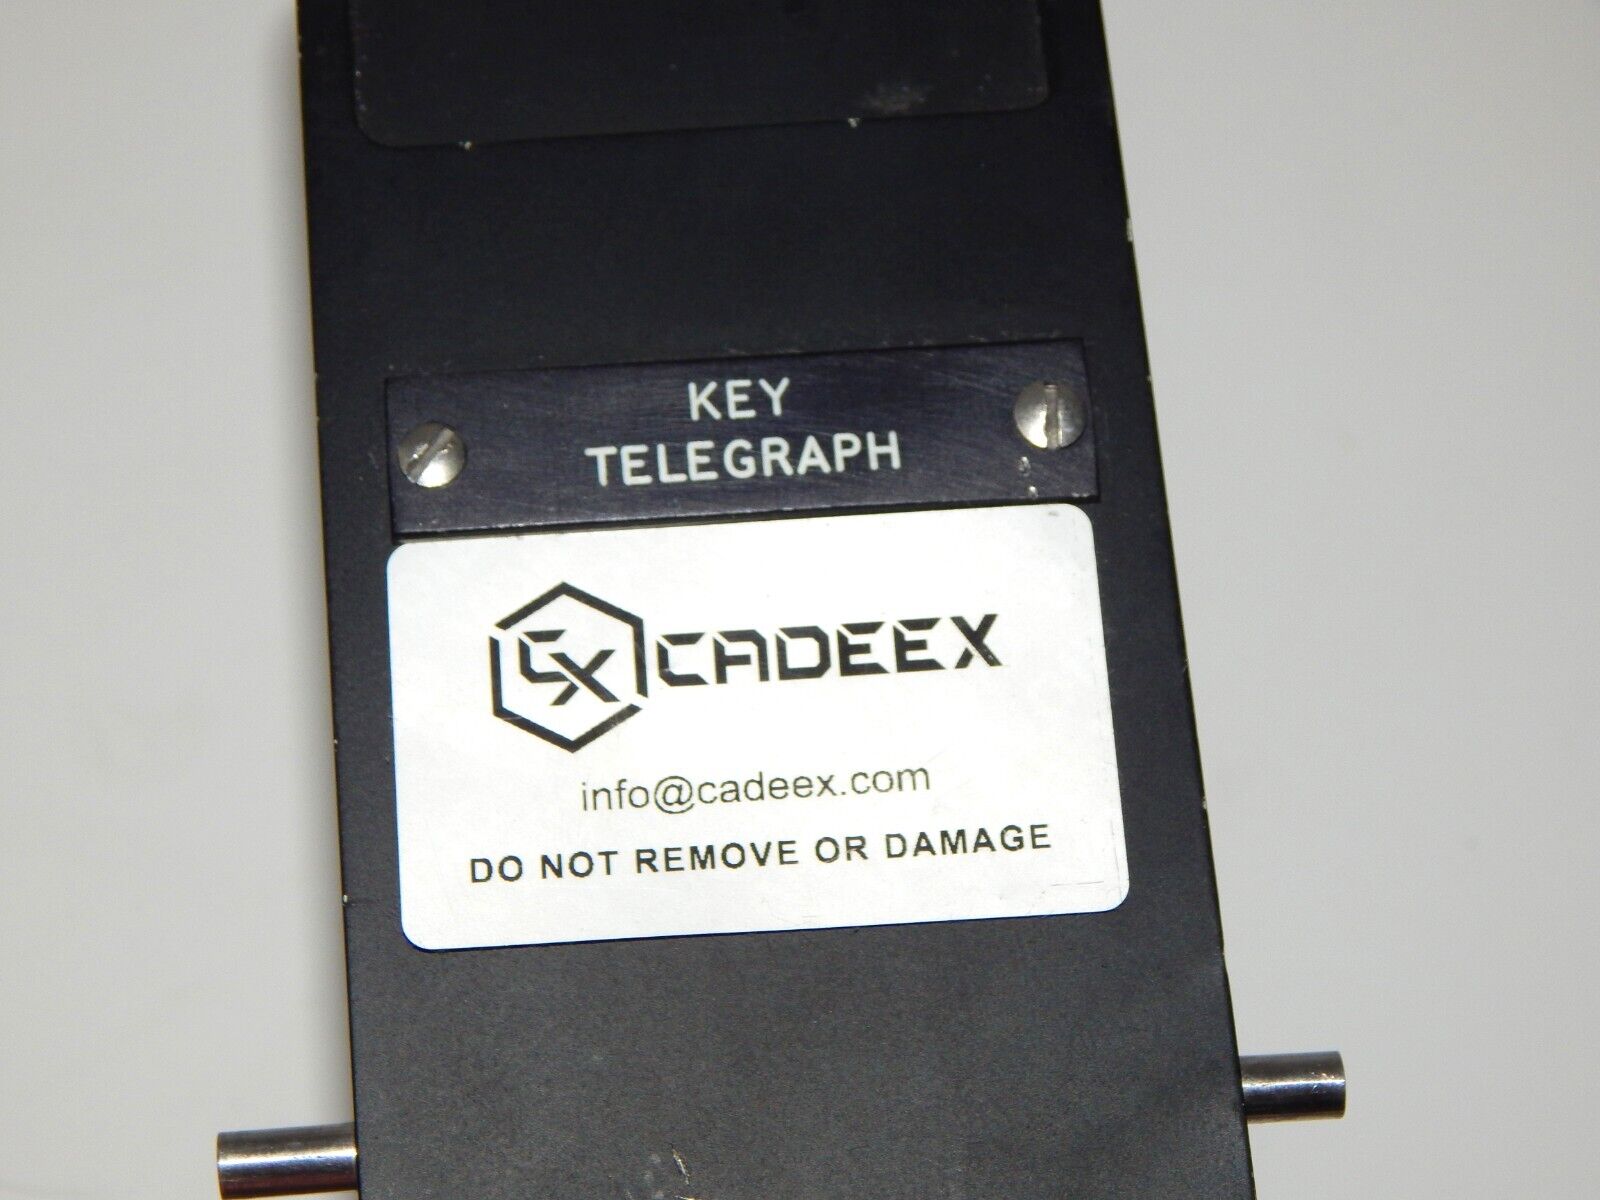 KEY
TELEGRAPH
CX CADEEX
info@cadeex.com
DO NOT REMOVE OR DAMAGE